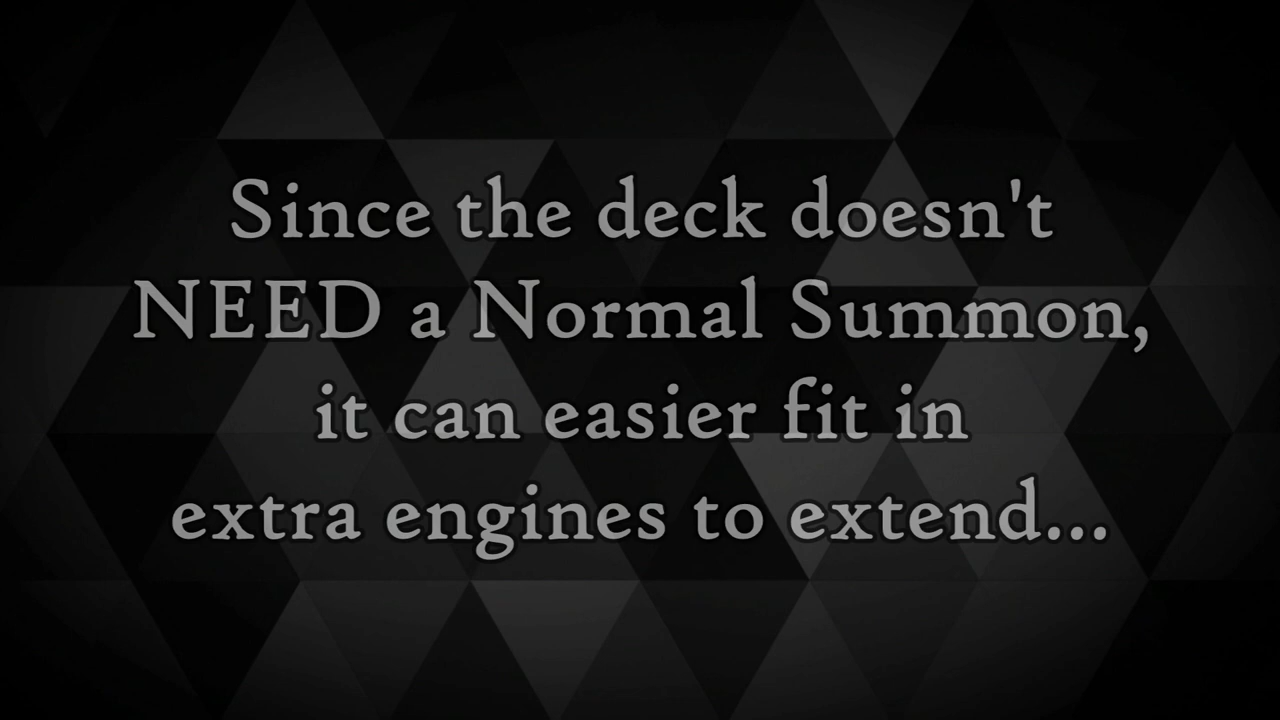 Since the deck doesn't
NEED a Normal Summon,
it can easier fit in
extra engines to extend...